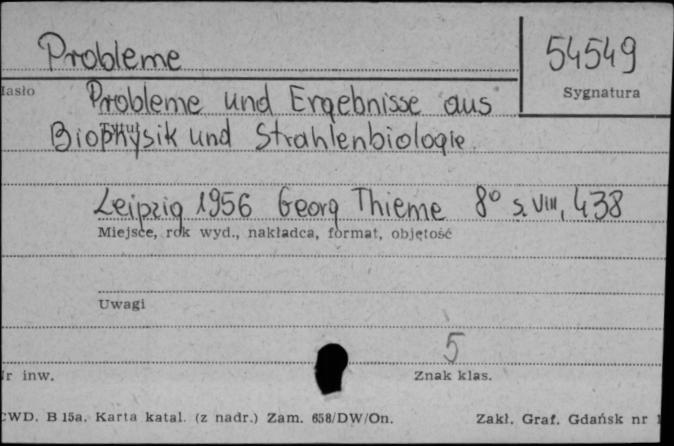 Probleme
54549
Hasło
Sygnatura
Probleme und Ergebnisse aus
Biophysik und Strahlenbiologie.
Leipzig 1956 Georg Thieme 8° s. VIII, 438
Miejsce, rok wyd., nakładca, format, objętość
Uwagi
5
Nr inw.
Znak klas.
CWD. B 15a. Karta katal. (z nadr.) Zam. 658/DW/On.
Zakł. Graf. Gdańsk nr 1